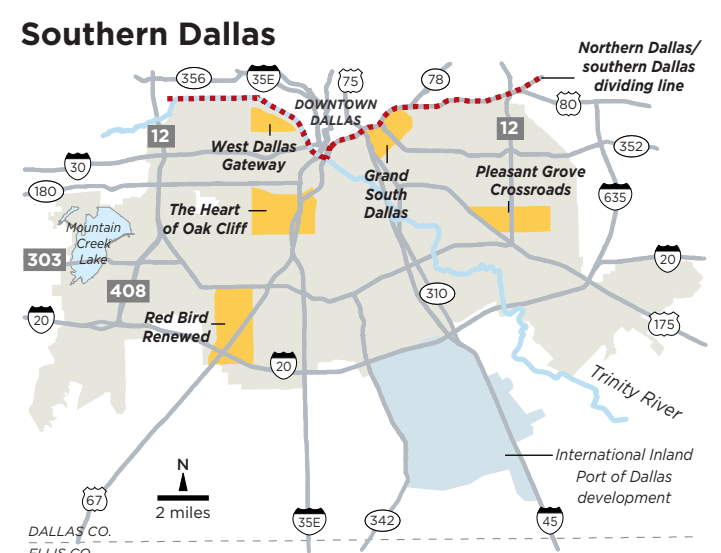 Southern Dallas
Northern Dallas/
southern Dallas
dividing line
356
35E
75
78
80
DOWNTOWN
DALLAS
12
12
West Dallas
Gateway
352
30
Pleasant Grove
Crossroads
Grand
South
Dallas
180
635
The Heart
of Oak Cliff
Mountain
Creek
Lake
303
20
408
310
20
Red Bird
Renewed
175
20
Trinity River
International Inland
Port of Dallas
development
N
2 miles
67
35E
342
45
DALLAS CO.
ELLIS CO.